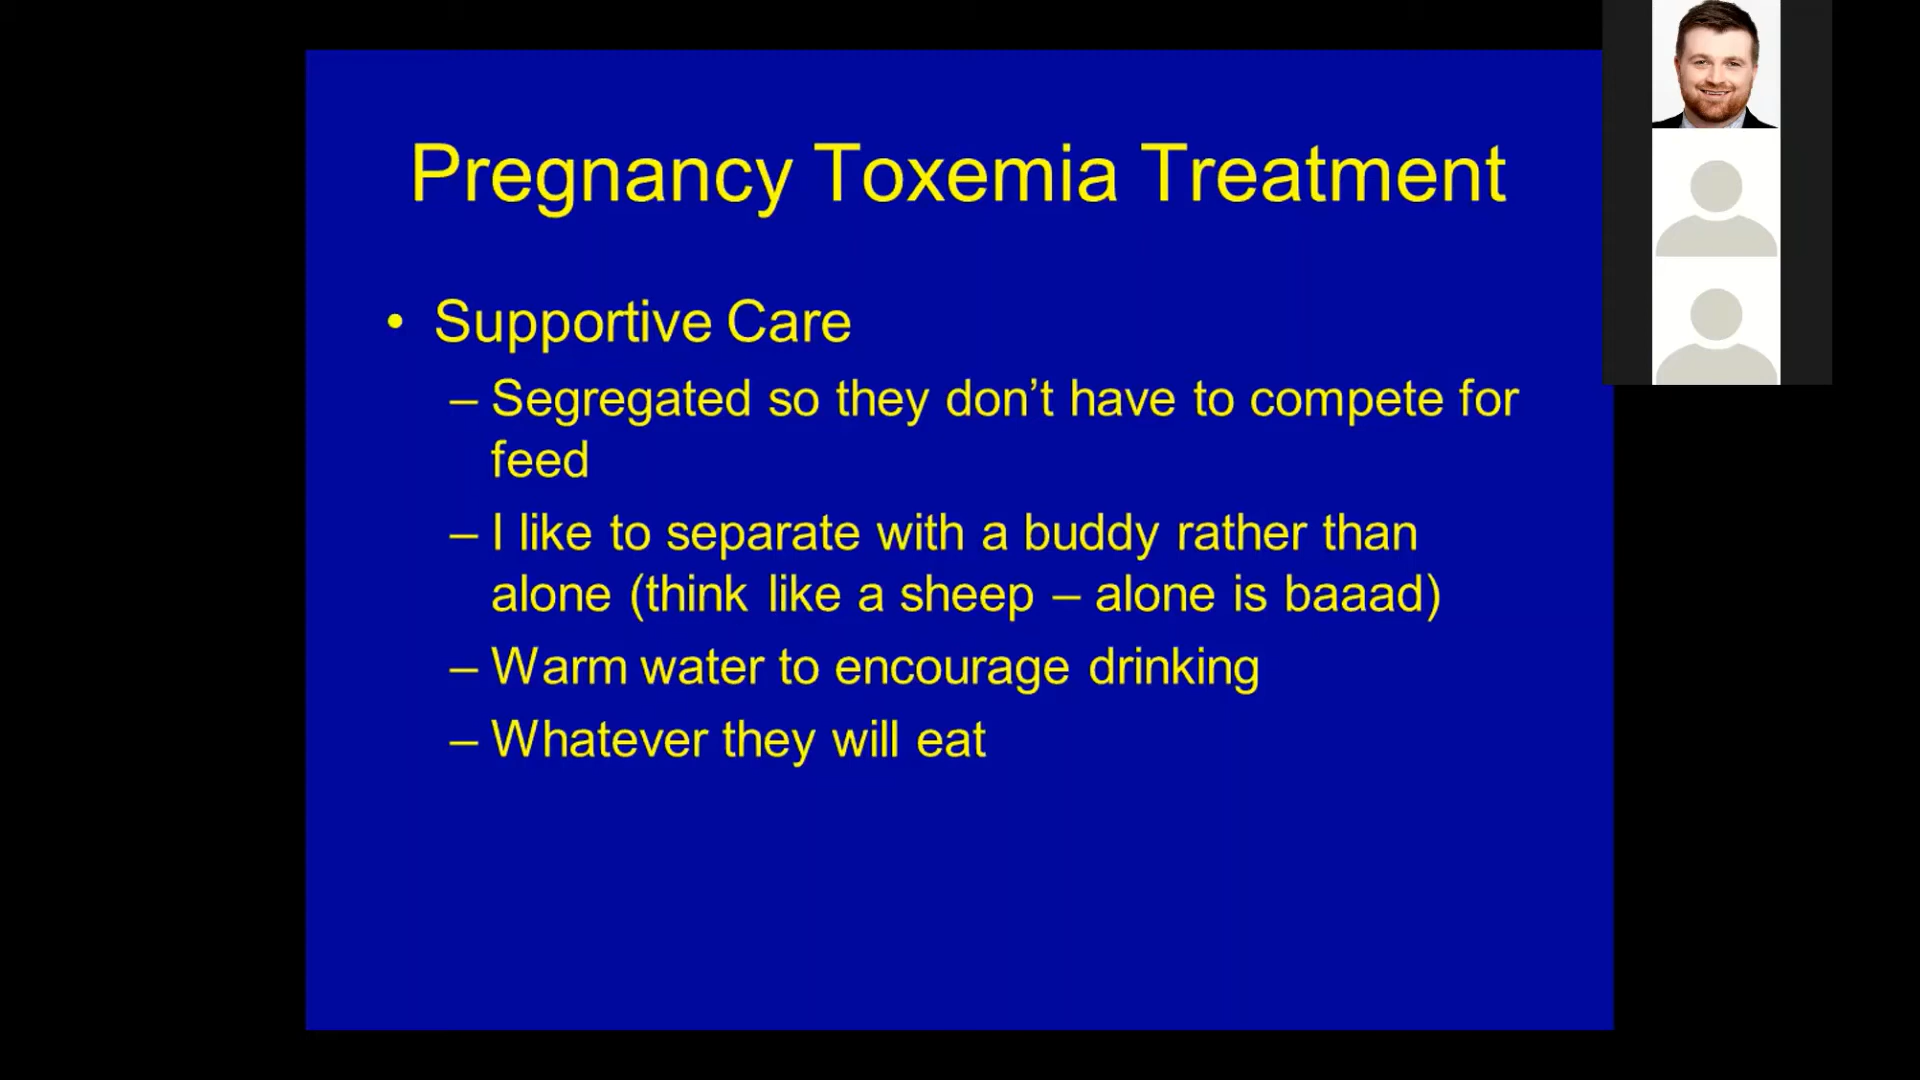 Pregnancy Toxemia Treatment
• Supportive Care
– Segregated so they don’t have to compete for
feed
– I like to separate with a buddy rather than
alone (think like a sheep – alone is baaad)
– Warm water to encourage drinking
– Whatever they will eat